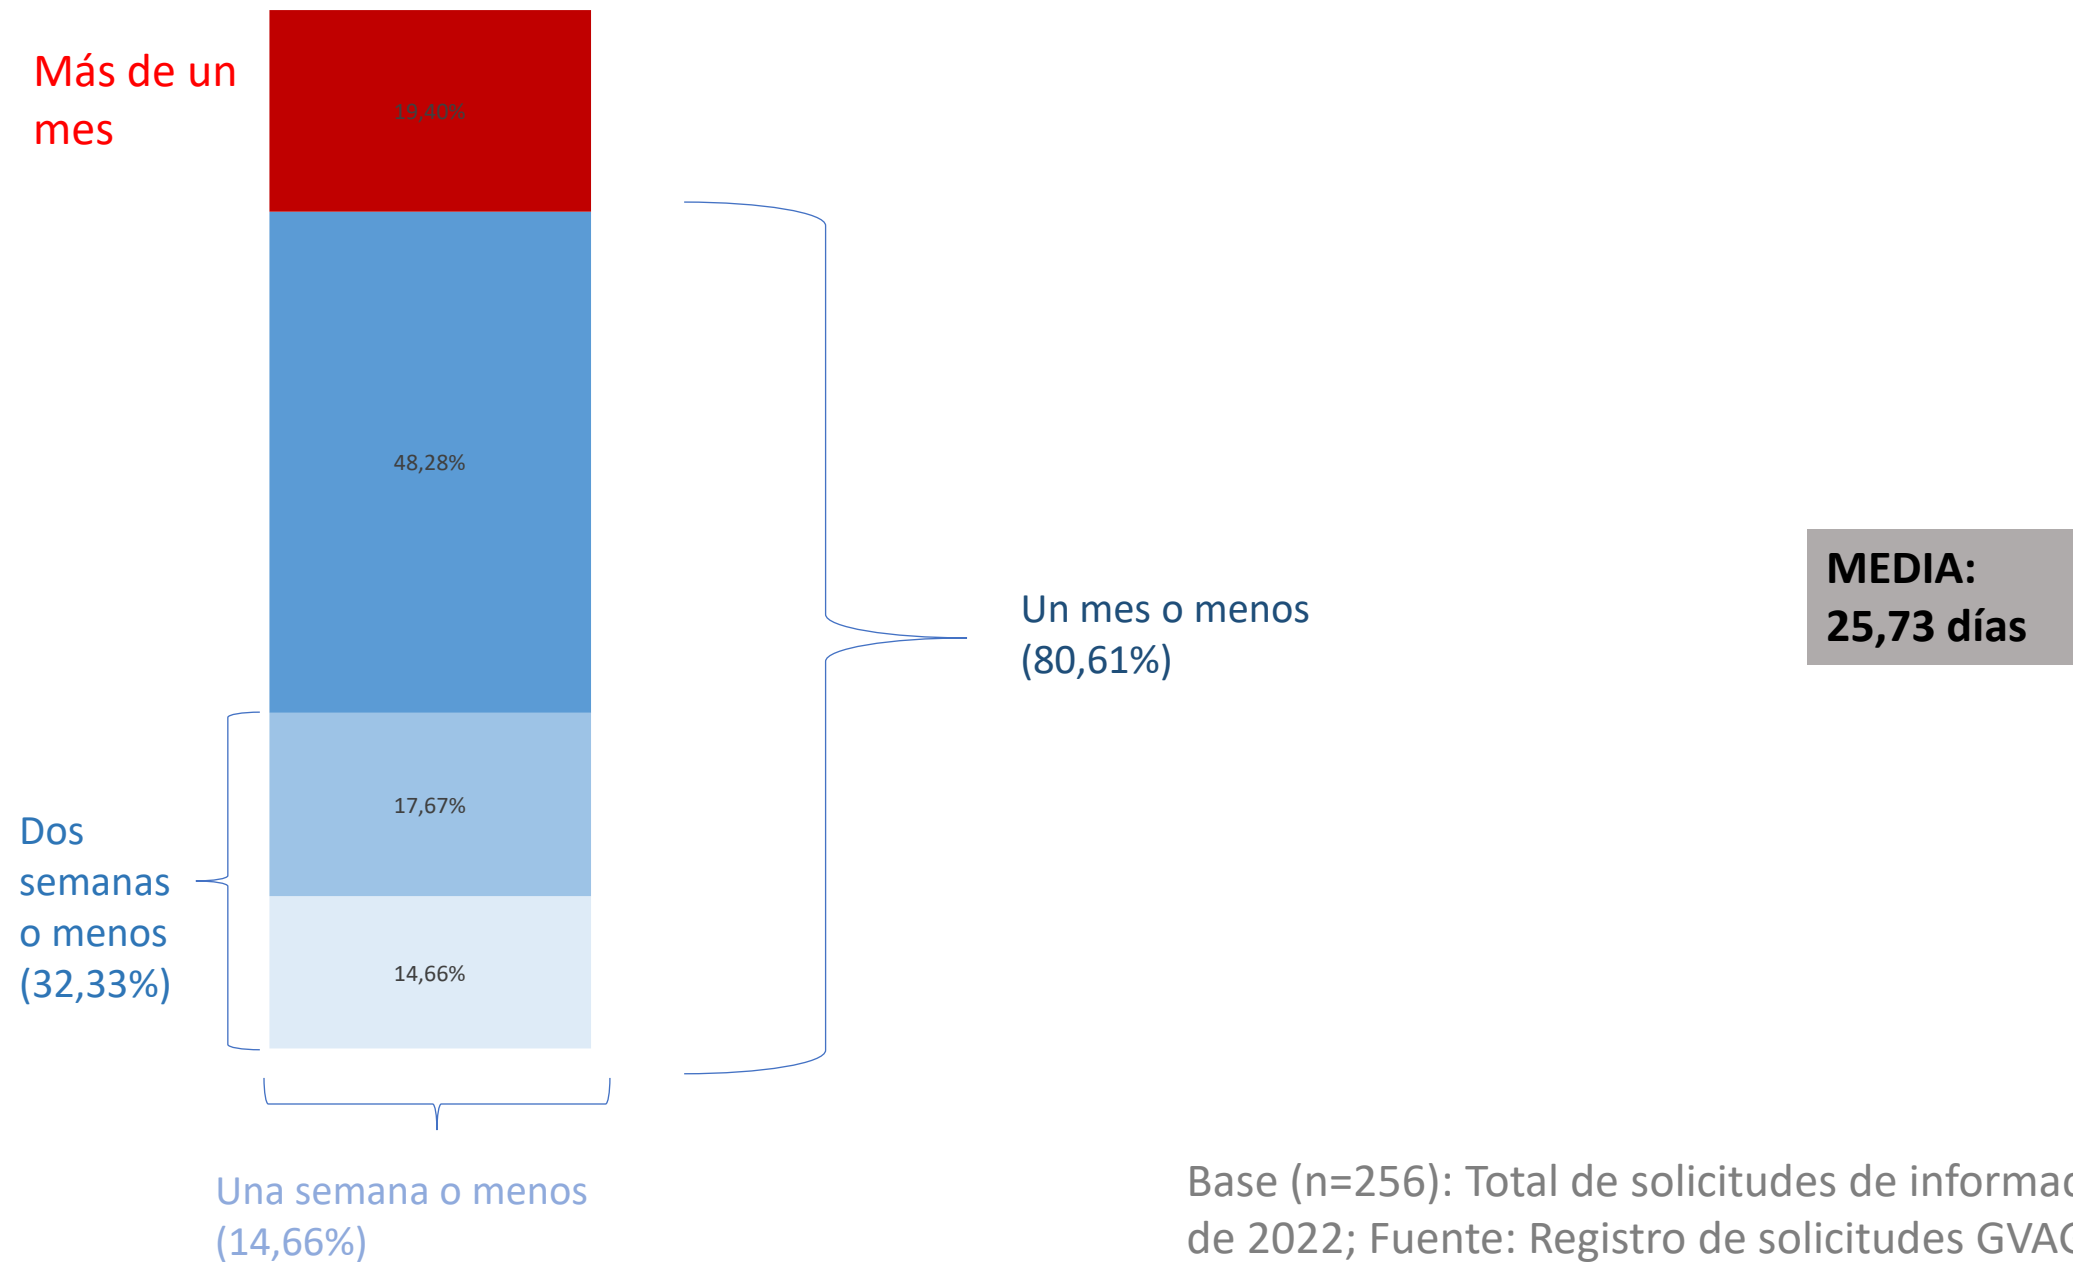 Más de un
mes
19,40%
48,28%
Un mes o menos
(80,61%)
MEDIA:
25,73 días
17,67%
Dos
semanas
o menos
(32,33%)
14,66%
Una semana o menos
(14,66%)
Base (n=256): Total de solicitudes de
de 2022; Fuente: Registro de solicitudes